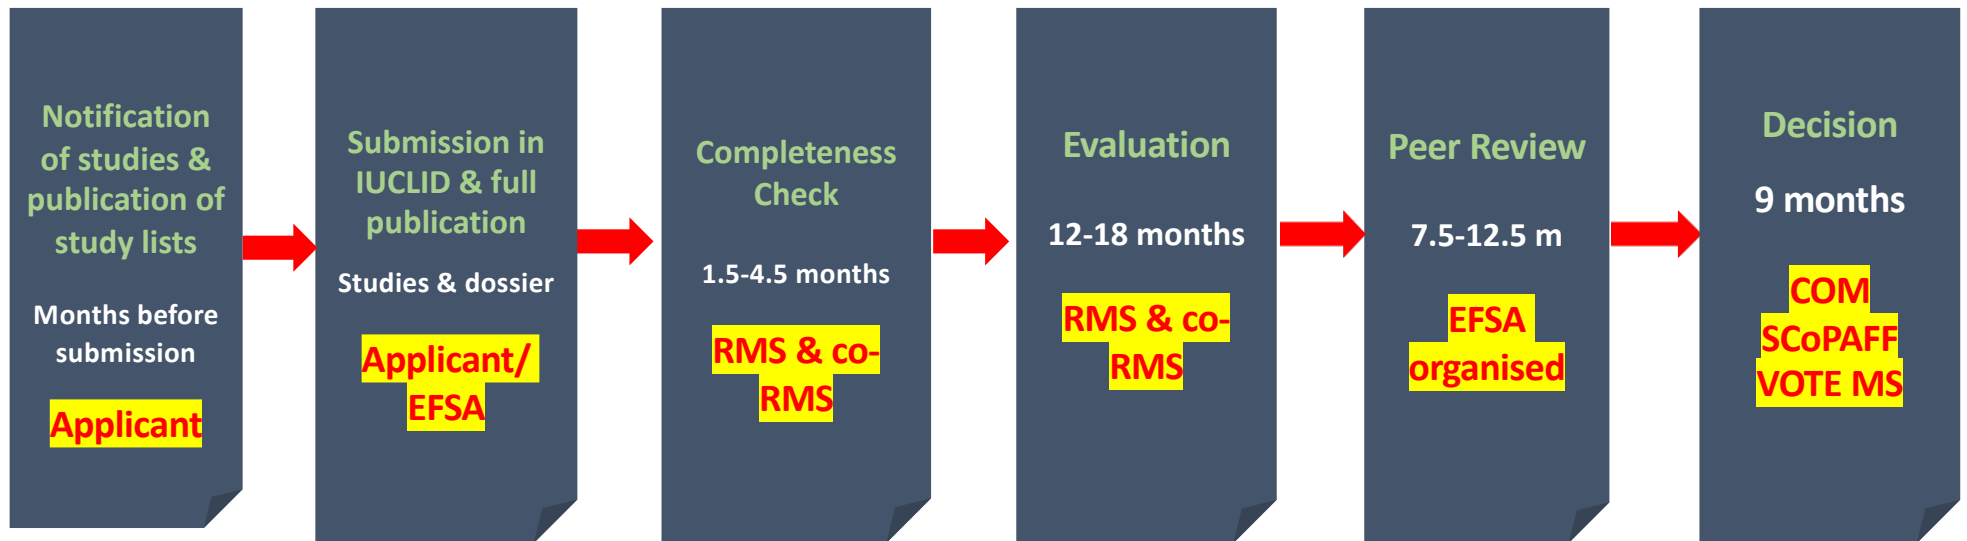 Notification
of studies &
publication of
study lists
Months before
submission
Applicant
Submission in
IUCLID & full
publication
Studies & dossier
Applicant/
EFSA
Completeness
Check
1.5-4.5 months
RMS & co-
RMS
Evaluation
12-18 months
RMS & co-
RMS
Peer Review
7.5-12.5 m
EFSA
organised
Decision
9 months
COM
SCoPAFF
VOTE MS